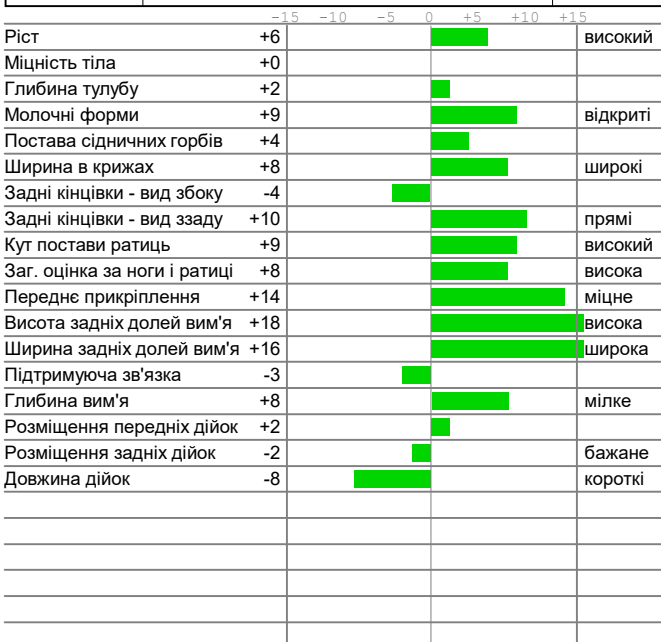 -15 -10 -5 0 +5 +10 +15
Ріст +6 високий
Міцність тіла +0
Глибина тулубу +2
Молочні форми +9 відкриті
Постава сідничних горбів +4
Ширина в крижах +8 широкі
Задні кінцівки - вид збоку -4
Задні кінцівки - вид ззаду +10 прямі
Кут постави ратиць +9 високий
Заг. оцінка за ноги і ратиці +8 висока
Переднє прикріплення +14 міцне
Висота задніх долей вим'я +18 висока
Ширина задніх долей вим'я +16 широка
Підтримуюча зв'язка -3
Глибина вим'я +8 мілке
Розміщення передніх дійок +2
Розміщення задніх дійок -2 бажане
Довжина дійок -8 короткі